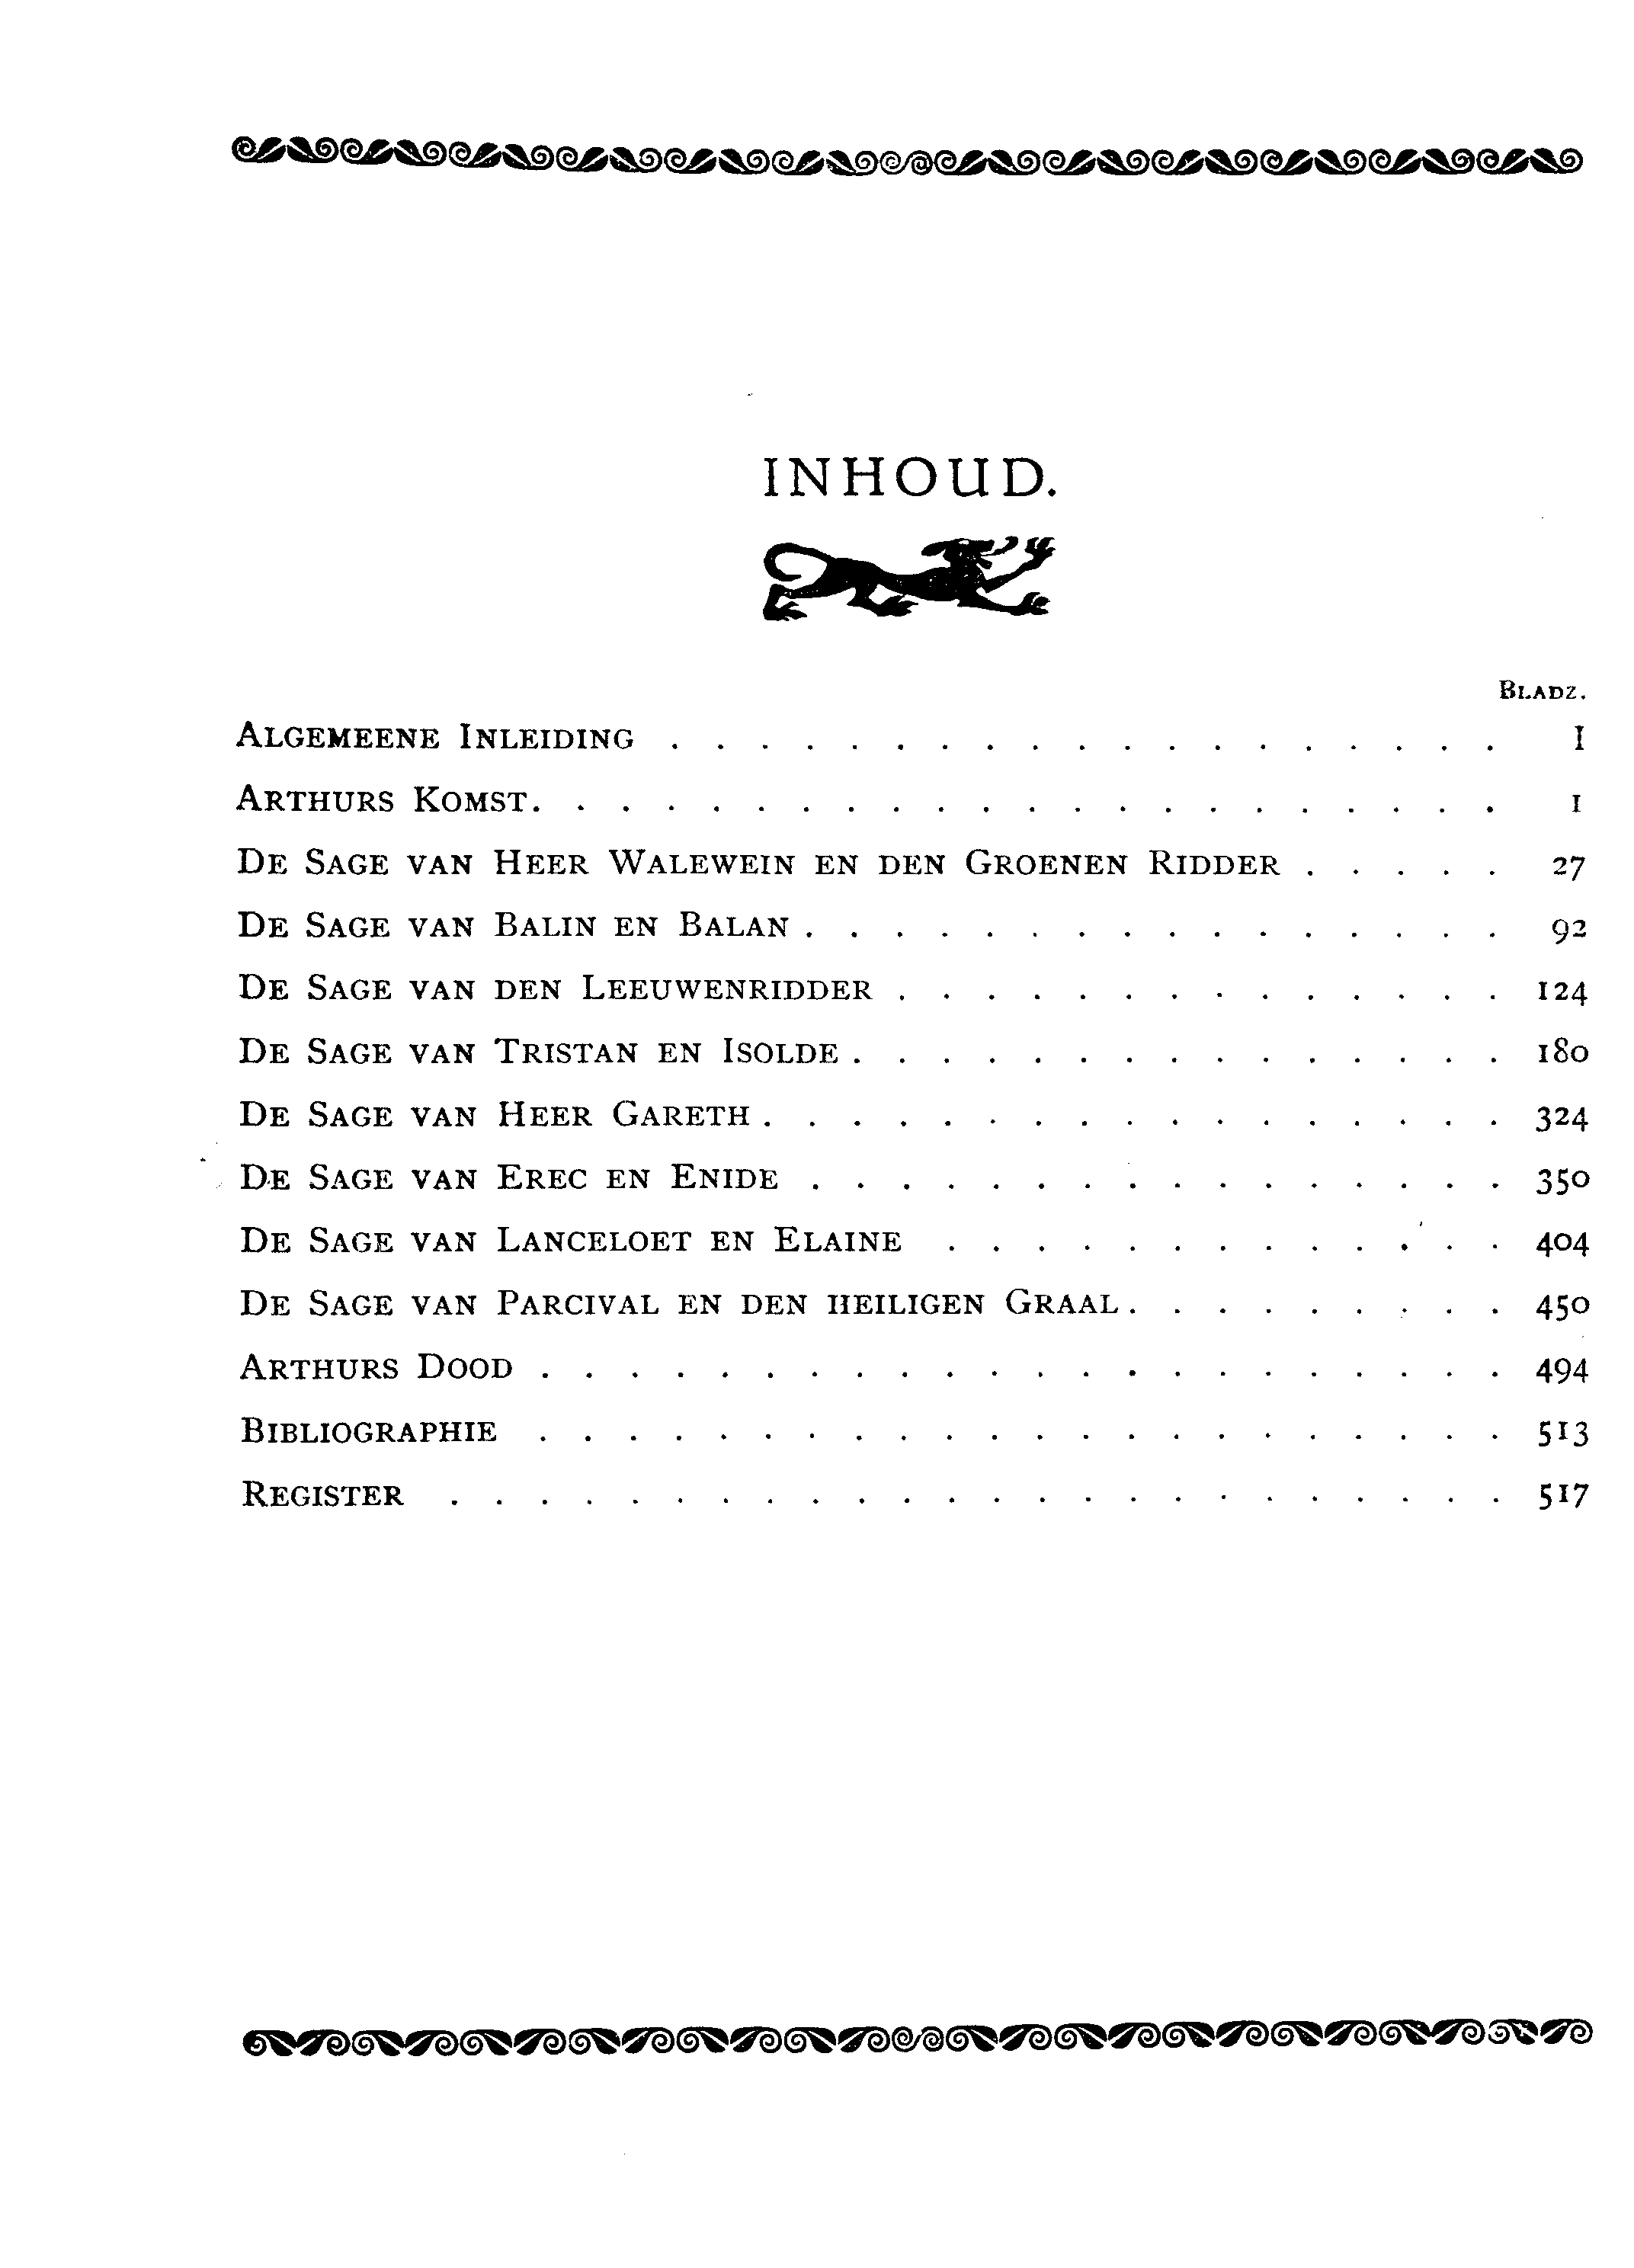 INHOUD.
BLADZ.
ALGEMEENE INLEIDING . . . . . . . . . . . . . . . . . . . I
ARTHURS KOMST. . . . . . . . . . . . . . . . . . . . . . 1
DE SAGE VAN HEER WALEWEIN EN DEN GROENEN RIDDER . . . . . 27
DE SAGE VAN BALIN EN BALAN . . . . . . . . . . . . . . . . 92
DE SAGE VAN DEN LEEUWENRIDDER . . . . . . . . . . . . . . 124
DE SAGE VAN TRISTAN EN ISOLDE . . . . . . . . . . . . . . . 180
DE SAGE VAN HEER GARETH . . . . . . . . . . . . . . . . . 324
DE SAGE VAN EREC EN ENIDE . . . . . . . . . . . . . . . . 350
DE SAGE VAN LANCELOET EN ELAINE . . . . . . . . . . . . . 404
DE SAGE VAN PARCIVAL EN DEN HEILIGEN GRAAL . . . . . . . . . 450
ARTHURS DOOD . . . . . . . . . . . . . . . . . . . . . . 494
BIBLIOGRAPHIE . . . . . . . . . . . . . . . . . . . . . . 513
REGISTER . . . . . . . . . . . . . . . . . . . . . . . . 517